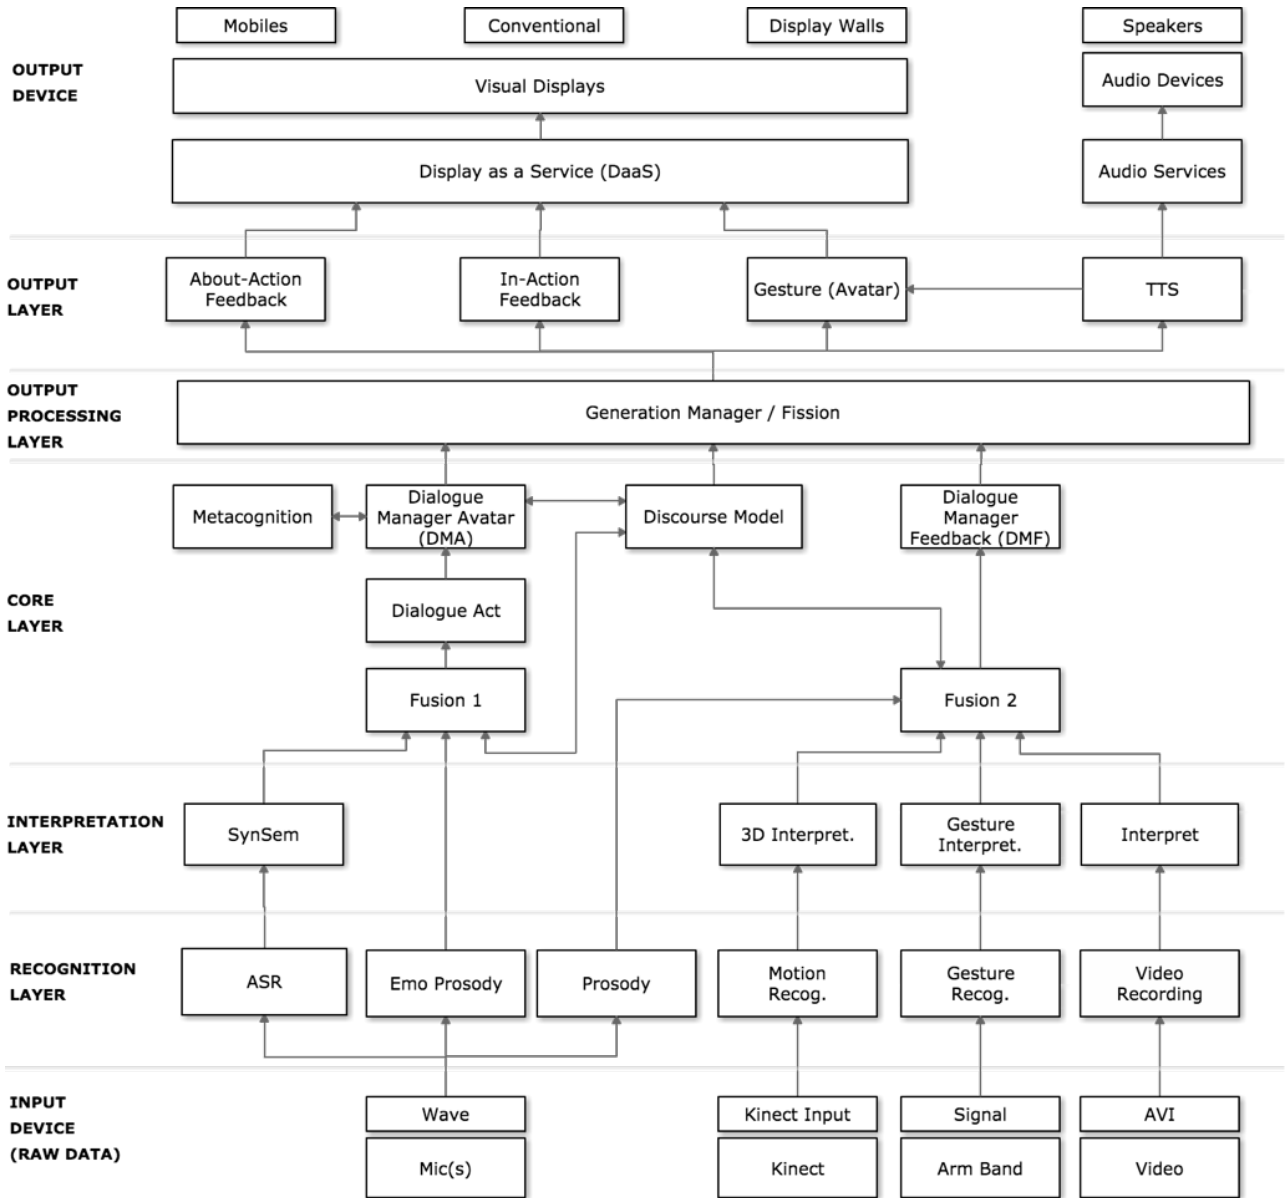 Mobiles
Conventional
Display Walls
Speakers
OUTPUT
DEVICE
Visual Displays
Audio Devices
Display as a Service (DaaS)
Audio Services
OUTPUT
LAYER
About-Action
Feedback
In-Action
Feedback
Gesture (Avatar)
TTS
OUTPUT
PROCESSING
LAYER
Generation Manager / Fission
Metacognition
Dialogue
Manager Avatar
(DMA)
Discourse Model
Dialogue
Manager
Feedback (DMF)
CORE
LAYER
Dialogue Act
Fusion 1
Fusion 2
INTERPRETATION
LAYER
SynSem
3D Interpret.
Gesture
Interpret.
Interpret
RECOGNITION
LAYER
ASR
Emo Prosody
Prosody
Motion
Recog.
Gesture
Recog.
Video
Recording
INPUT
DEVICE
(RAW DATA)
Wave
Kinect Input
Signal
AVI
Mic(s)
Kinect
Arm Band
Video